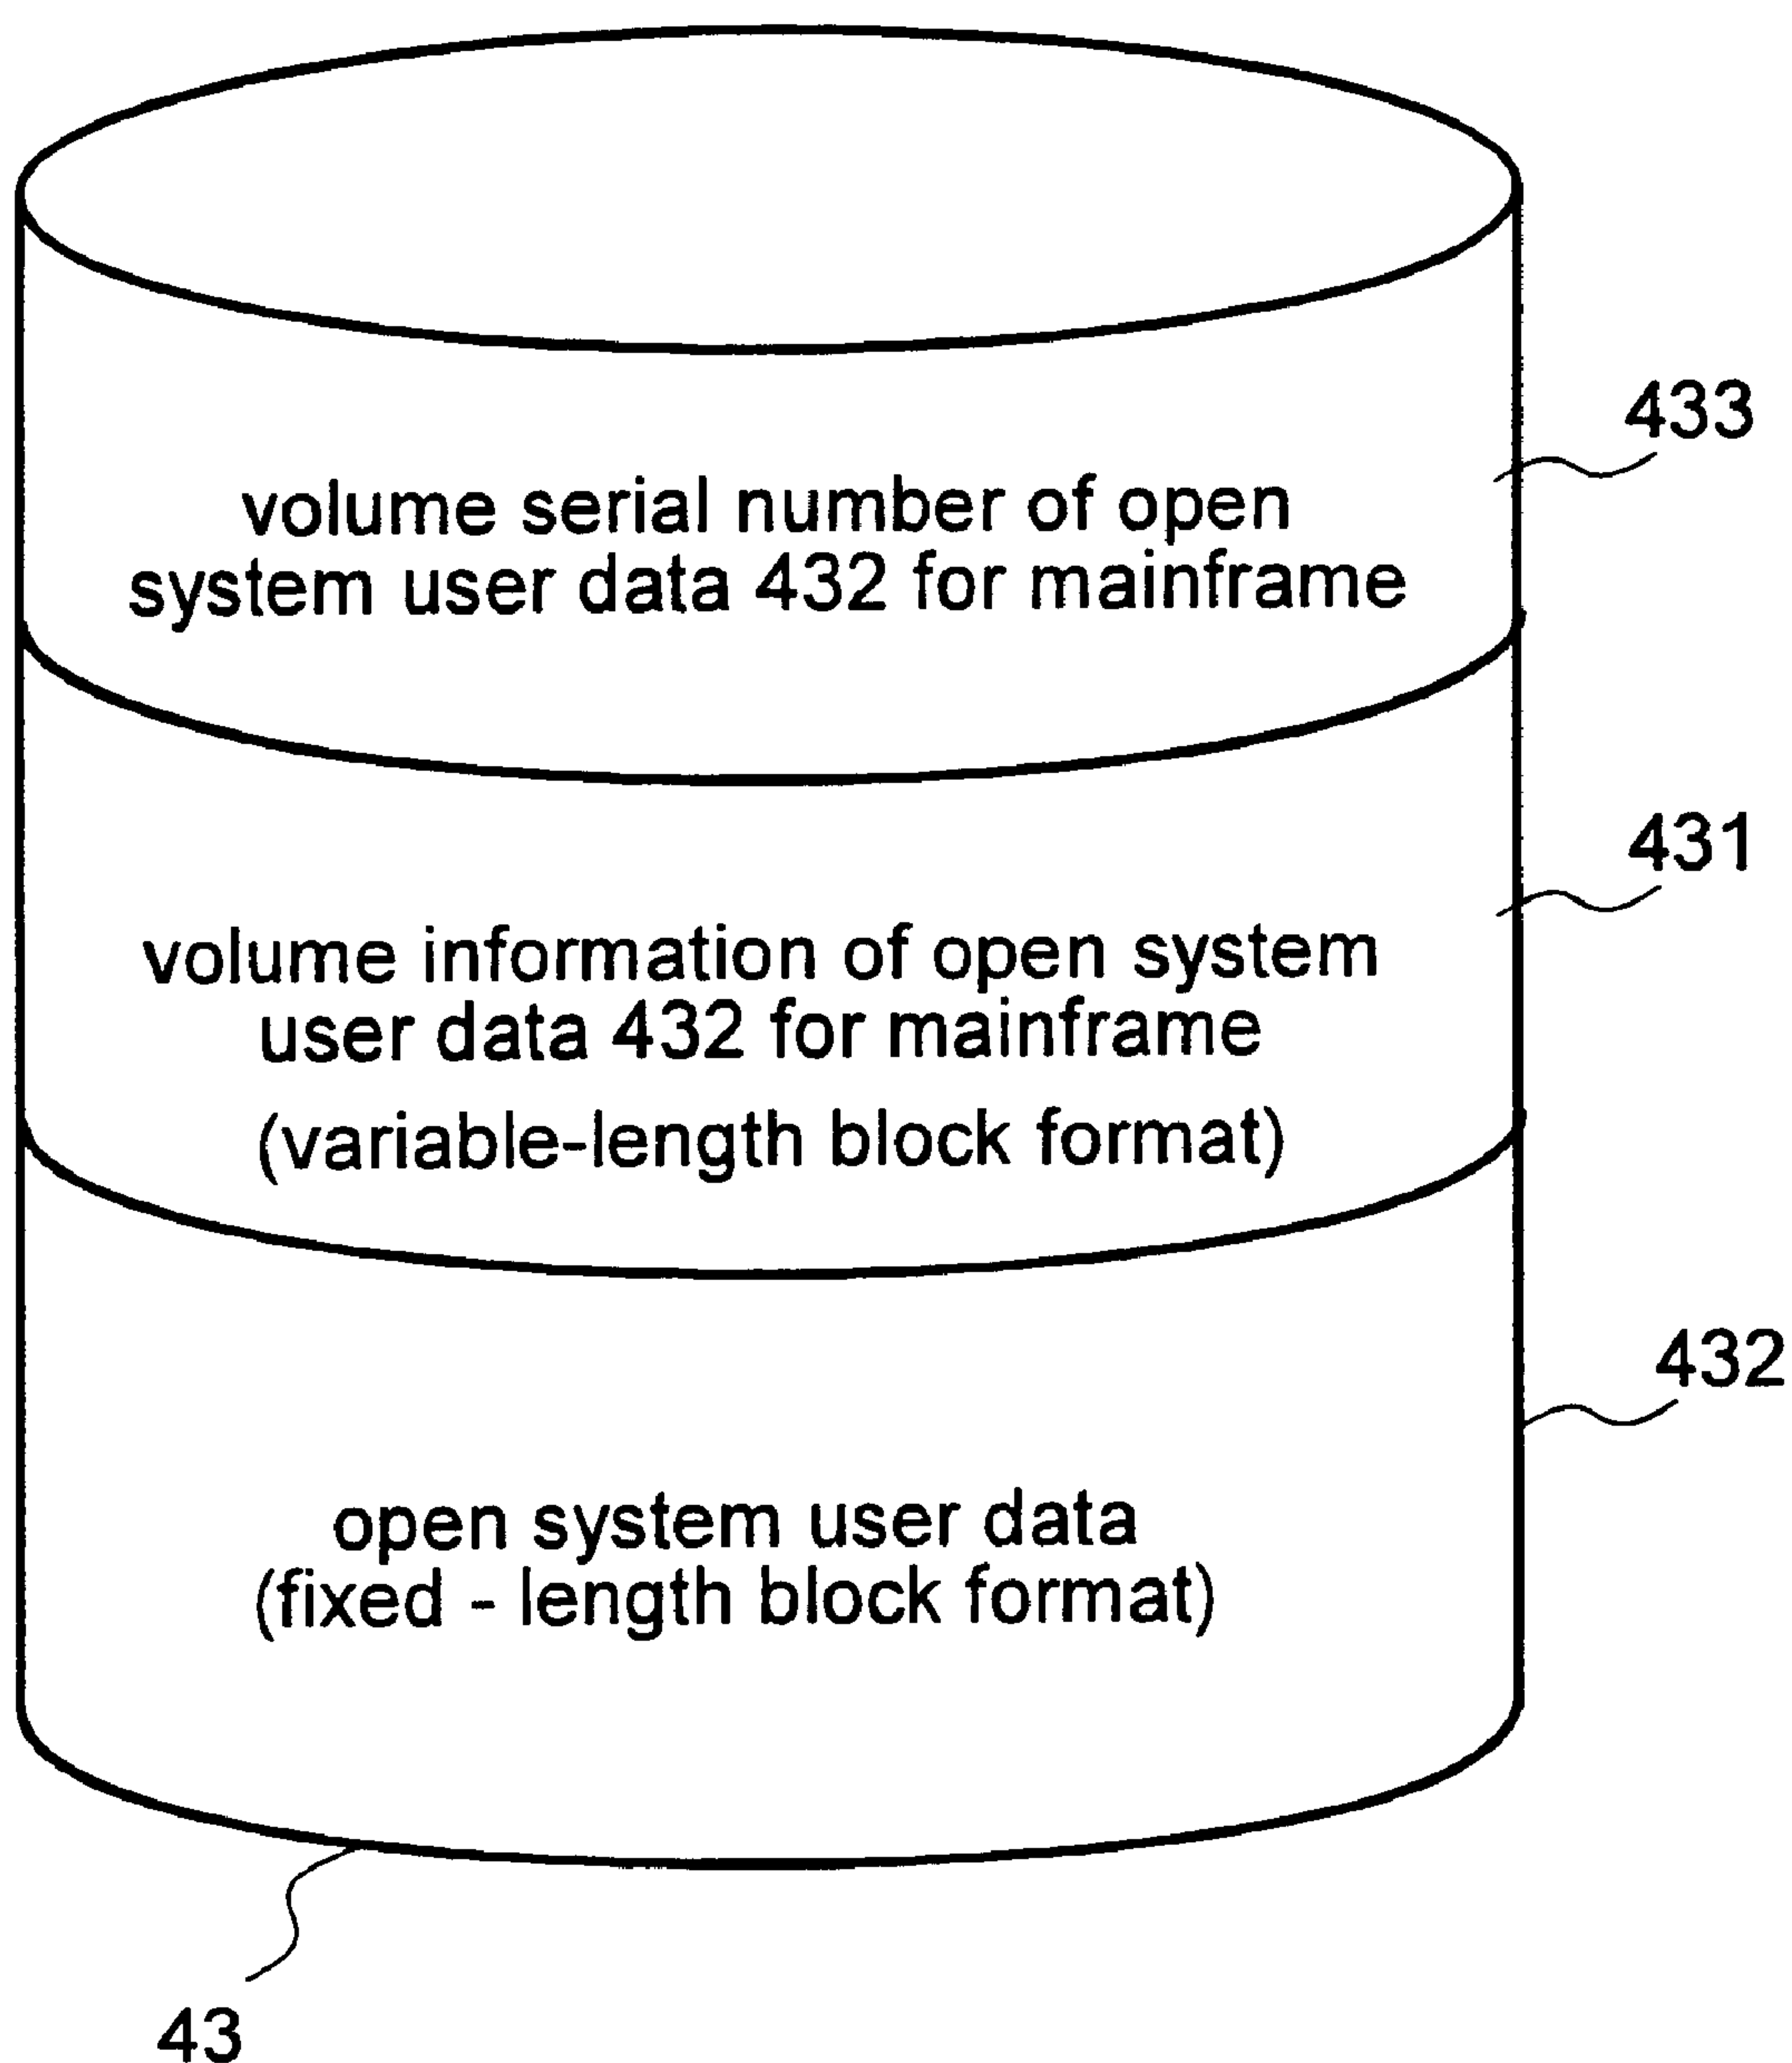 433
volume serial number of open
system user data 432 for mainframe
431
volume information of open system
user data 432 for mainframe
(variable-length block format)
432
open system user data
(fixed - length block format)
43